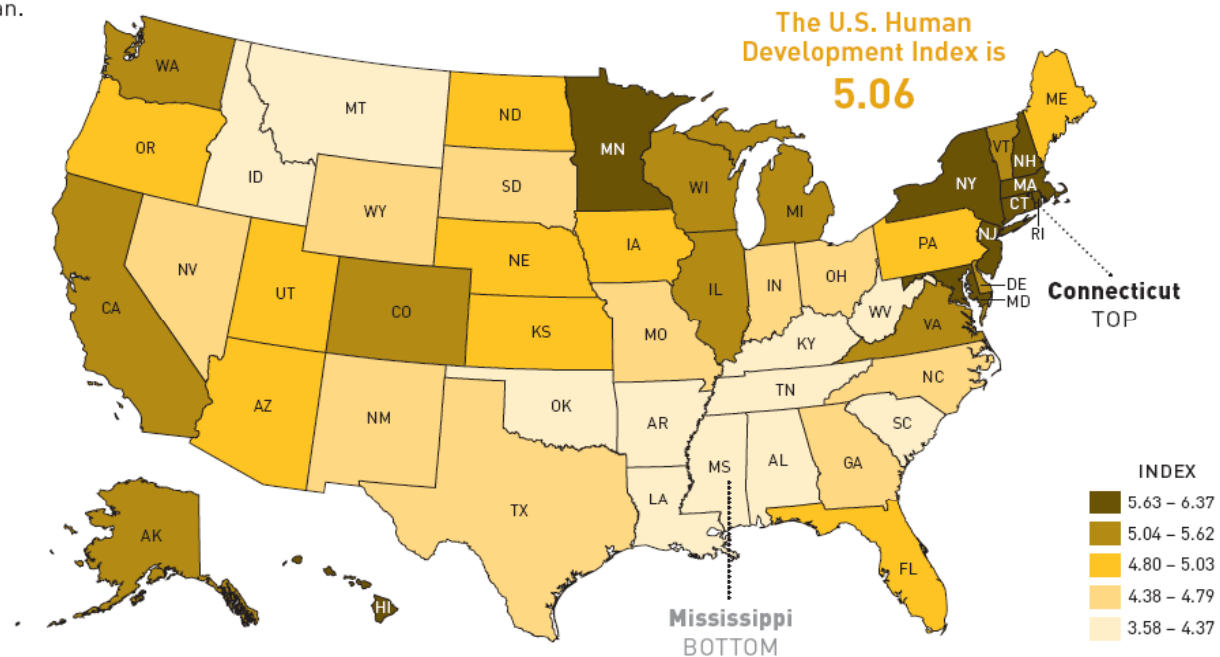 an.
The U.S. Human
Development Index is
5.06
WA
MT
ND
MN
ME
OR
ID
SD
WI
MI
NY
VT
NH
MA
CT
RI
WY
NV
UT
CO
NE
IA
IL
IN
OH
PA
NJ
DE
MD
Connecticut
TOP
CA
KS
MO
KY
WV
VA
AZ
NM
OK
AR
TN
NC
SC
TX
LA
MS
AL
GA
FL
AK
HI
Mississippi
BOTTOM
INDEX
5.63 – 6.37
5.04 – 5.62
4.80 – 5.03
4.38 – 4.79
3.58 – 4.37